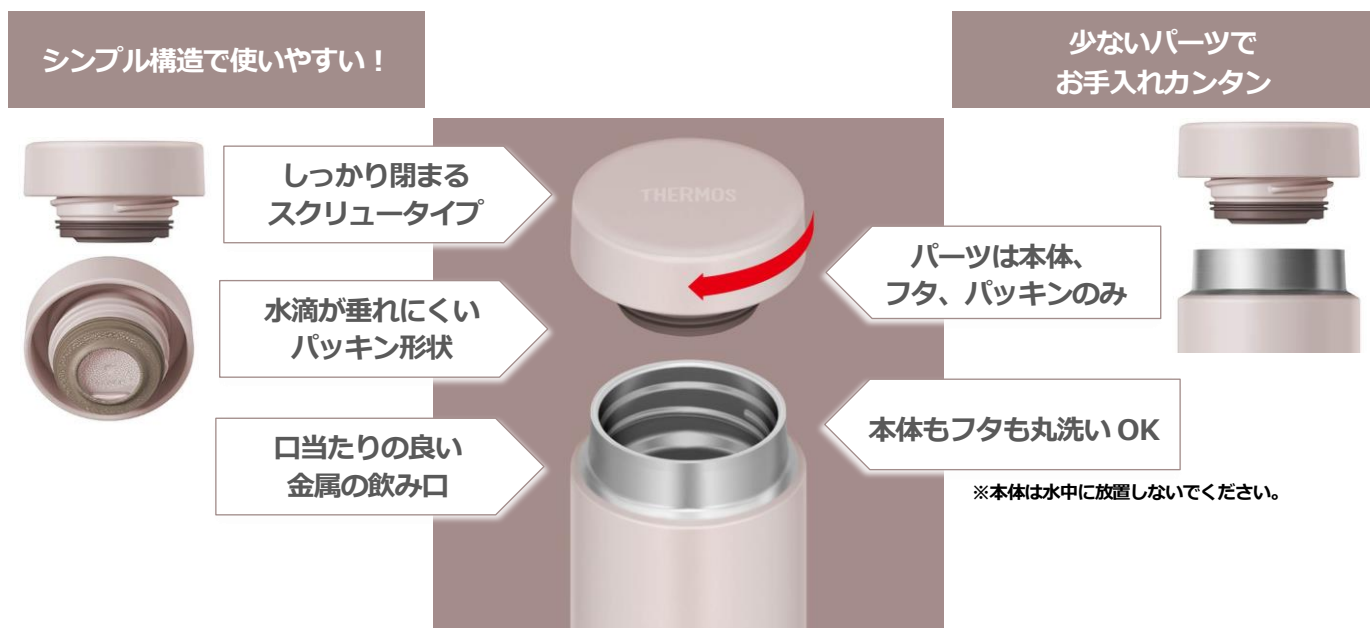 シンプル構造で使いやすい！
少ないパーツで
お手入れカンタン
しっかり閉まる
スクリュータイプ
水滴が垂れにくい
パッキン形状
口当たりの良い
金属の飲み口
THERMOS
パーツは本体、
フタ、パッキンのみ
本体もフタも丸洗い OK
※本体は水中に放置しないでください。